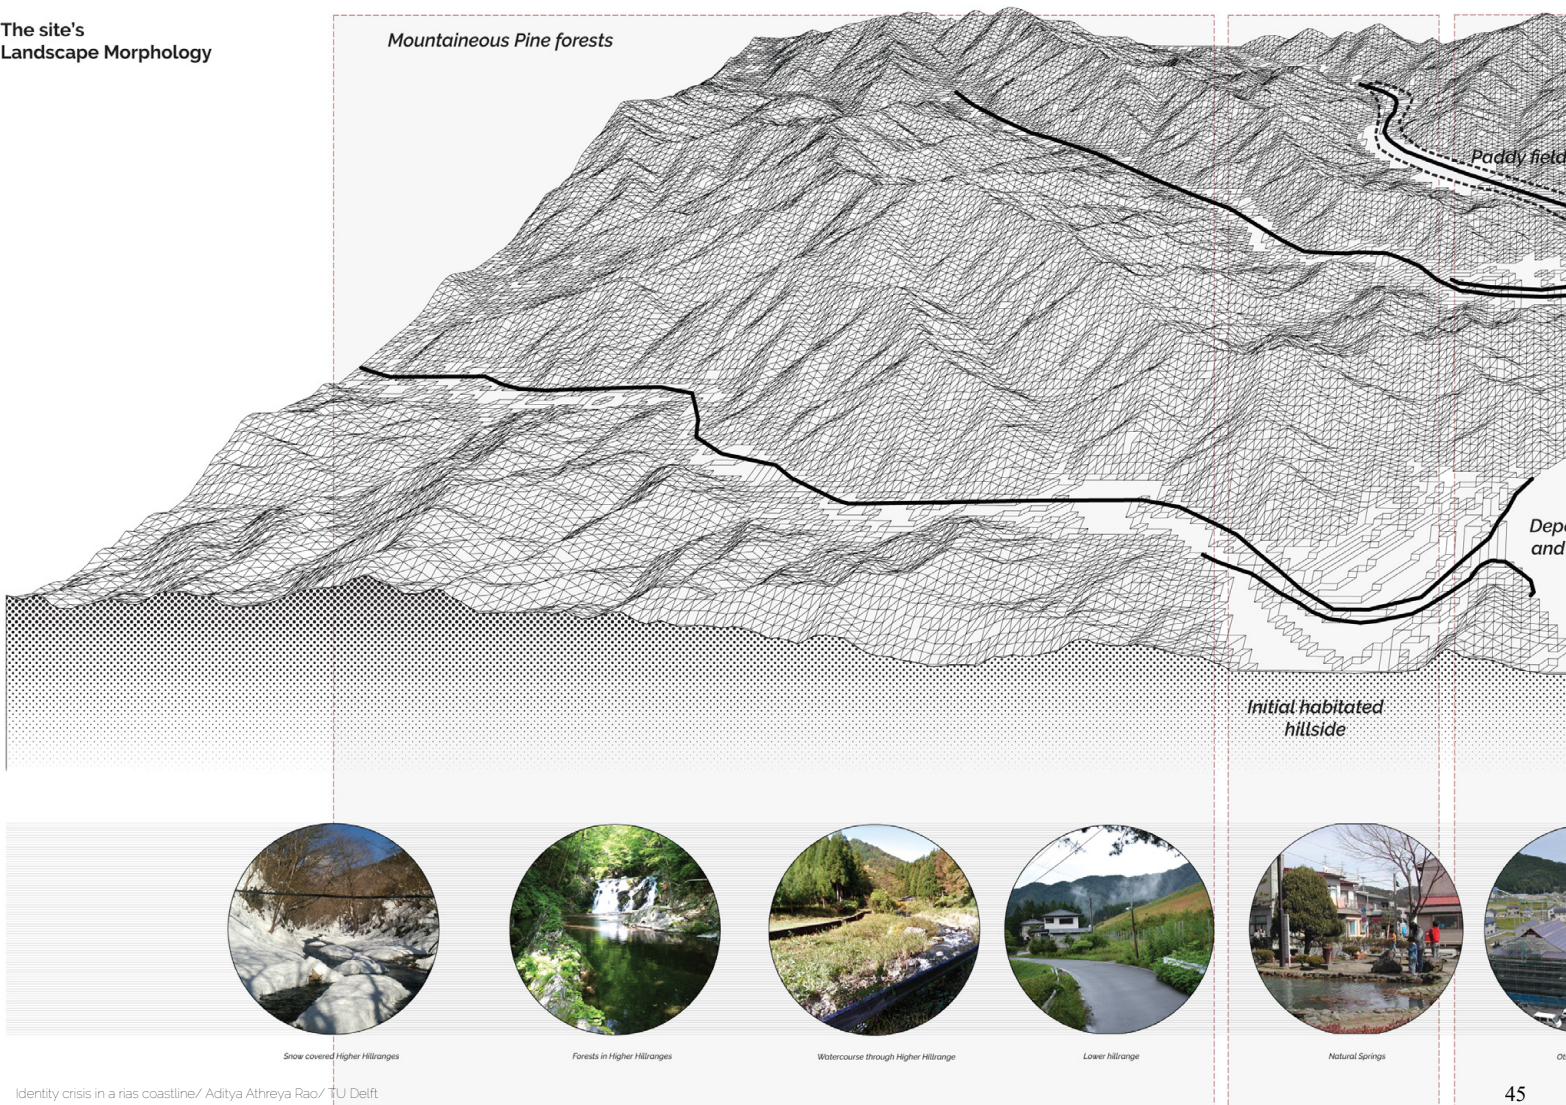 The site's
Landscape Morphology
Mountaineous Pine forests
Paddy field
Depo
and
Initial habitated
hillside
Snow covered Higher Hillranges
Forests in Higher Hillranges
Watercourse through Higher Hillrange
Lower hillrange
Natural Springs
Identity crisis in a rias coastline/ Aditya Athreya Rao/ TU Delft
45